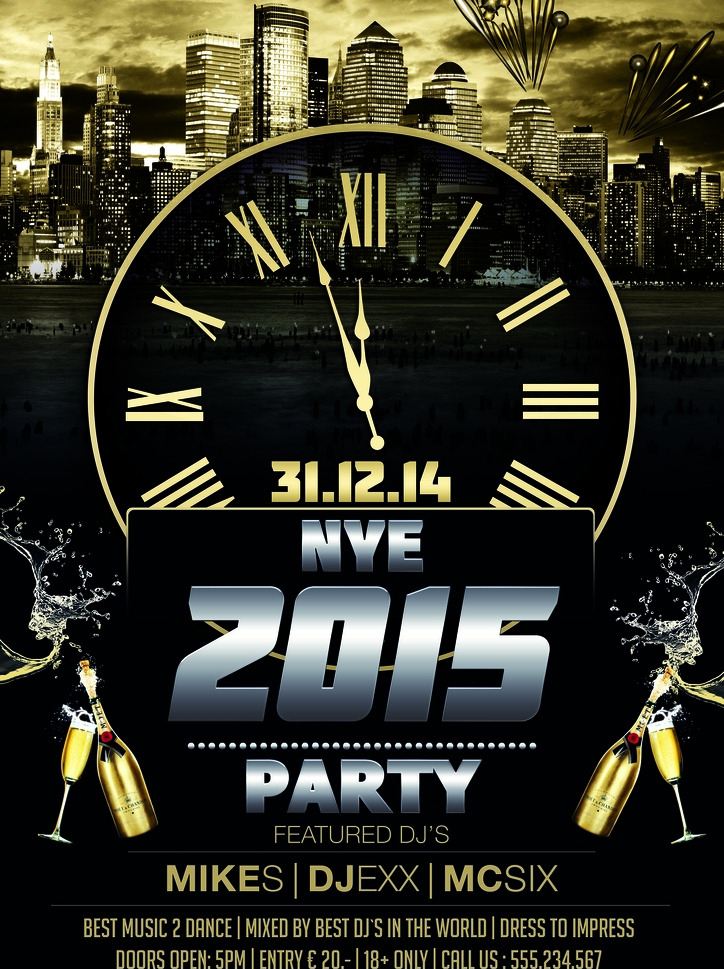 XII
XI I
X II
IX III
31.12.14
NYE
2015
PARTY
FEATURED DJ'S
MIKES | DJEXX | MCSIX
BEST MUSIC 2 DANCE | MIXED BY BEST DJ`S IN THE WORLD | DRESS TO IMPRESS
DOORS OPEN: 5PM | ENTRY € 20,- | 18+ ONLY | CALL US : 555.234.567